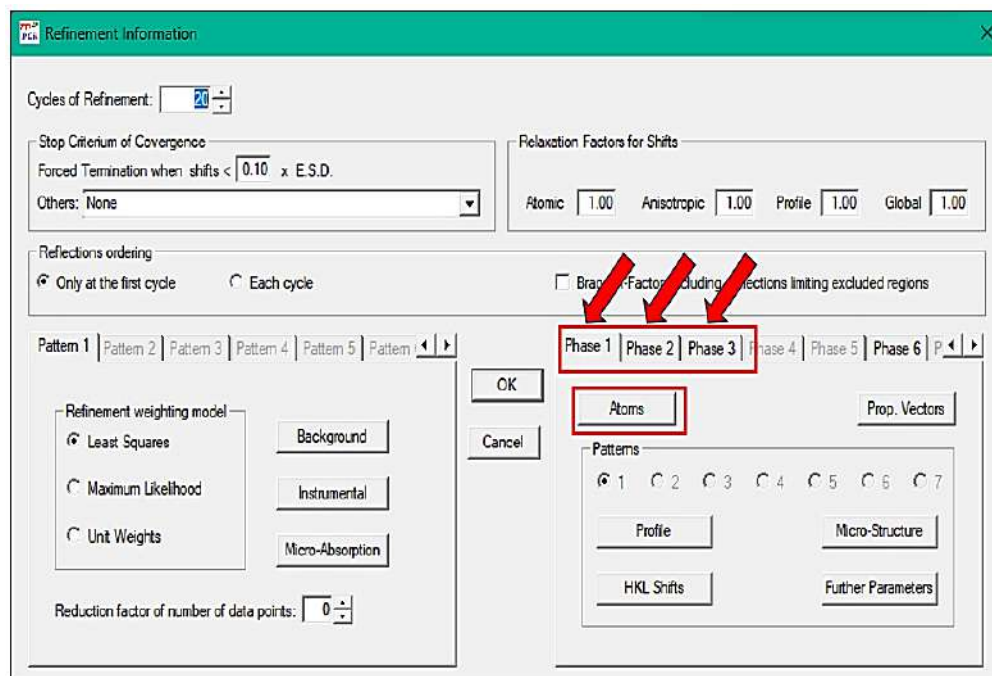 Refinement Information
Cycles of Refinement: 20
Stop Criterium of Covergence
Forced Termination when shifts < 0.10 x E.S.D.
Others: None
Relaxation Factors for Shifts
Atomic 1.00 Anisotropic 1.00 Profile 1.00 Global 1.00
Reflections ordering
Only at the first cycle Each cycle
limiting excluded regions
Pattern 1 Pattern 2 Pattern 3 Pattern 4 Pattern 5 Pattern
Phase 1 Phase 2 Phase 3 Phase 4 Phase 5 Phase 6 P
OK
Cancel
Refinement weighting model
Least Squares
Maximum Likelihood
Unit Weights
Background
Instrumental
Micro-Absorption
Reduction factor of number of data points: 0
Atoms Prop. Vectors
Patterns
1 2 3 4 5 6 7
Profile Micro-Structure
HKL Shifts Further Parameters